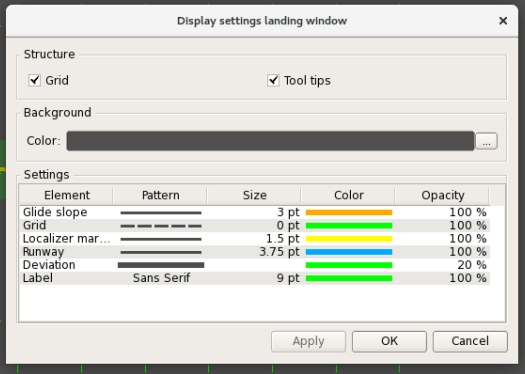 Display settings landing window
Structure
Grid Tool tips
Background
Color: ...
Settings
Element Pattern Size Color Opacity
Glide slope 3 pt 100 %
Grid 0 pt 100 %
Localizer mar... 1.5 pt 100 %
Runway 3.75 pt 100 %
Deviation 20 %
Label Sans Serif 9 pt 100 %
Apply OK Cancel